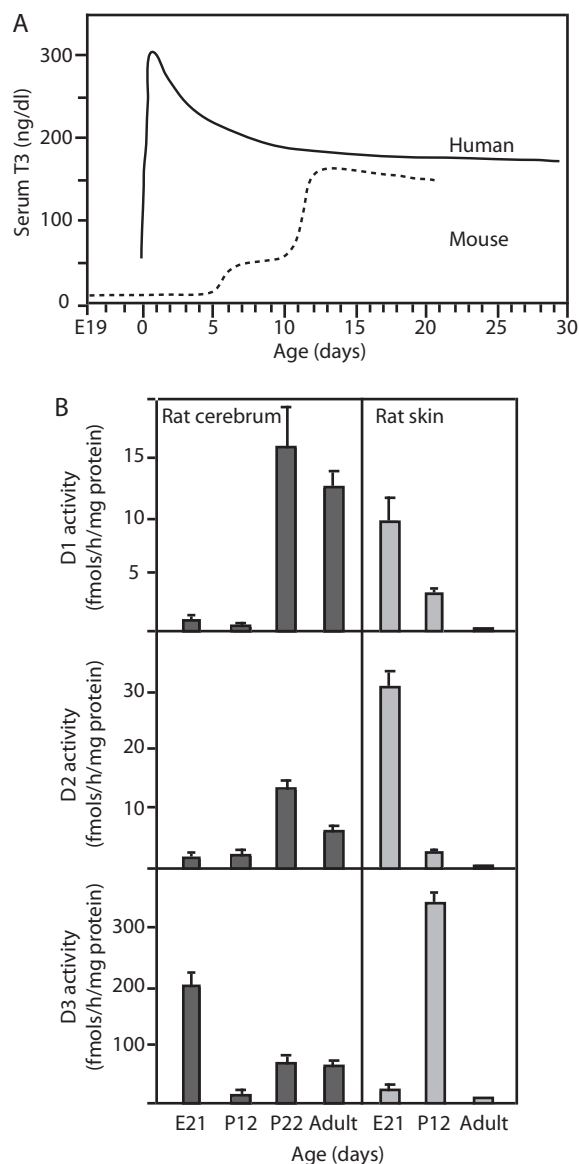 A
Serum T3 (ng/dl)
300
200
100
0
Human
Mouse
E19 0 5 10 15 20 25 30
Age (days)
B
Rat cerebrum
Rat skin
D1 activity
(fmols/h/mg protein)
15
10
5
D2 activity
(fmols/h/mg protein)
30
20
10
D3 activity
(fmols/h/mg protein)
300
200
100
E21 P12 P22 Adult E21 P12 Adult
Age (days)